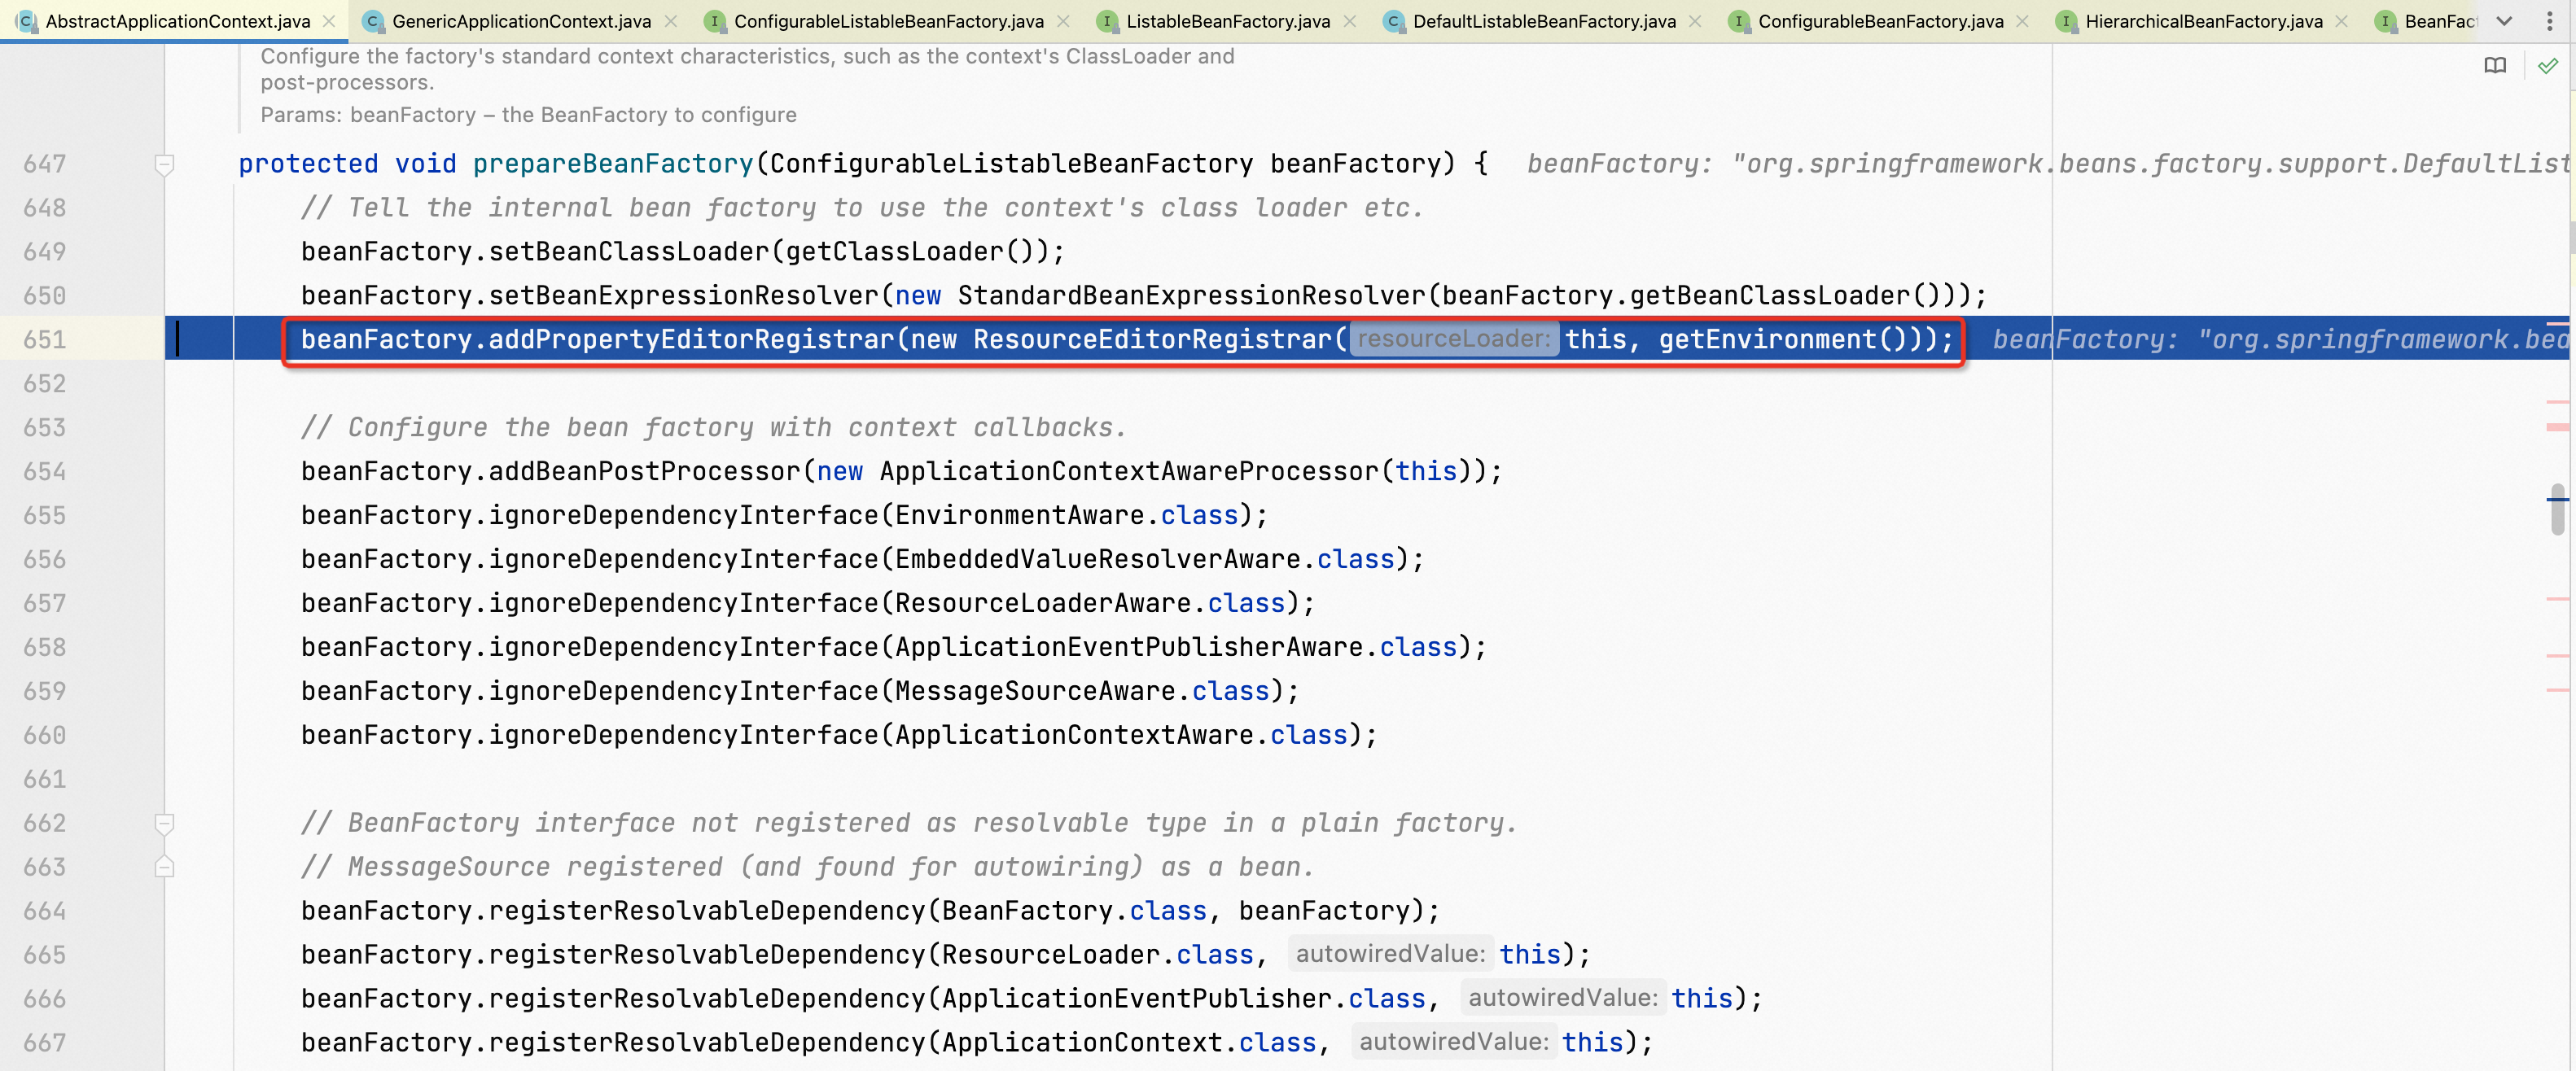 AbstractApplicationContext.java GenericApplicationContext.java ConfigurableListableBeanFactory.java ListableBeanFactory.java DefaultListableBeanFactory.java ConfigurableBeanFactory.java HierarchicalBeanFactory.java BeanFac
Configure the factory's standard context characteristics, such as the context's ClassLoader and
post-processors.
Params: beanFactory – the BeanFactory to configure
647 protected void prepareBeanFactory(ConfigurableListableBeanFactory beanFactory) { beanFactory: "org.springframework.beans.factory.support.DefaultList
648 // Tell the internal bean factory to use the context's class loader etc.
649 beanFactory.setBeanClassLoader(getClassLoader());
650 beanFactory.setBeanExpressionResolver(new StandardBeanExpressionResolver(beanFactory.getBeanClassLoader()));
651 beanFactory.addPropertyEditorRegistrar(new ResourceEditorRegistrar( resourceLoader: this, getEnvironment())); beanFactory: "org.springframework.bea
652
653 // Configure the bean factory with context callbacks.
654 beanFactory.addBeanPostProcessor(new ApplicationContextAwareProcessor(this));
655 beanFactory.ignoreDependencyInterface(EnvironmentAware.class);
656 beanFactory.ignoreDependencyInterface(EmbeddedValueResolverAware.class);
657 beanFactory.ignoreDependencyInterface(ResourceLoaderAware.class);
658 beanFactory.ignoreDependencyInterface(ApplicationEventPublisherAware.class);
659 beanFactory.ignoreDependencyInterface(MessageSourceAware.class);
660 beanFactory.ignoreDependencyInterface(ApplicationContextAware.class);
661
662 // BeanFactory interface not registered as resolvable type in a plain factory.
663 // MessageSource registered (and found for autowiring) as a bean.
664 beanFactory.registerResolvableDependency(BeanFactory.class, beanFactory);
665 beanFactory.registerResolvableDependency(ResourceLoader.class, autowiredValue: this);
666 beanFactory.registerResolvableDependency(ApplicationEventPublisher.class, autowiredValue: this);
667 beanFactory.registerResolvableDependency(ApplicationContext.class, autowiredValue: this);